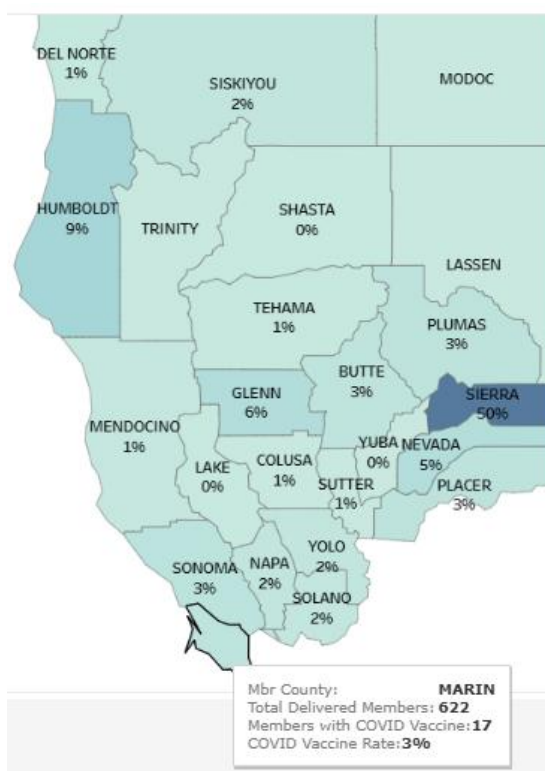 DEL NORTE
1%
SISKIYOU
2%
MODOC
HUMBOLDT
9%
TRINITY
SHASTA
0%
LASSEN
TEHAMA
1%
PLUMAS
3%
BUTTE
3%
GLENN
6%
SIERRA
50%
MENDOCINO
1%
LAKE
0%
COLUSA
1%
YUBA
0%
NEVADA
5%
SUTTER
1%
PLACER
3%
YOLO
2%
NAPA
2%
SONOMA
3%
SOLANO
2%
Mbr County: MARIN
Total Delivered Members: 622
Members with COVID Vaccine: 17
COVID Vaccine Rate: 3%